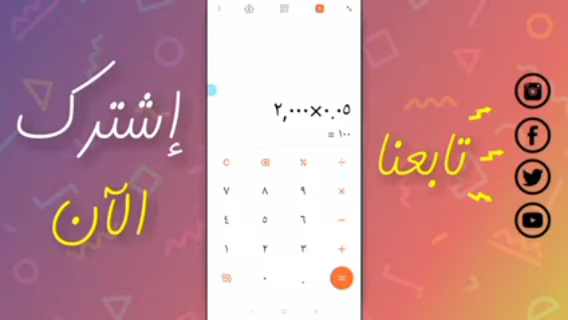 إشترك
الآن
٢,٠٠٠×٠.٠٥
= ١٠٠
C % ÷
٧ ٨ ٩ ×
٤ ٥ ٦ −
١ ٢ ٣ +
٠ . =
تابعنا